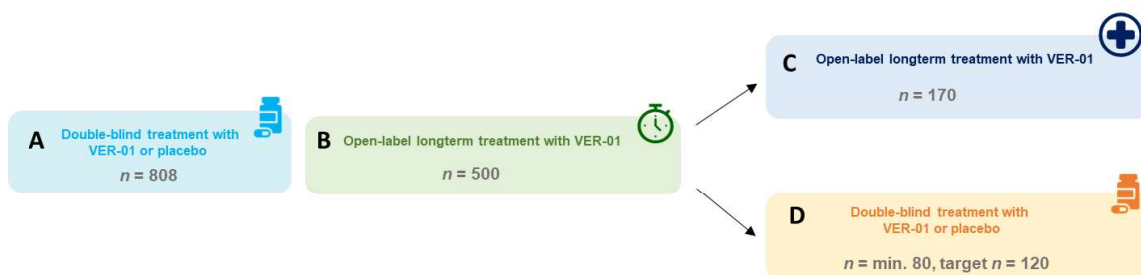 A
Double-blind treatment with
VER-01 or placebo
n = 808
B
Open-label longterm treatment with VER-01
n = 500
C
Open-label longterm treatment with VER-01
n = 170
D
Double-blind treatment with
VER-01 or placebo
n = min. 80, target n = 120